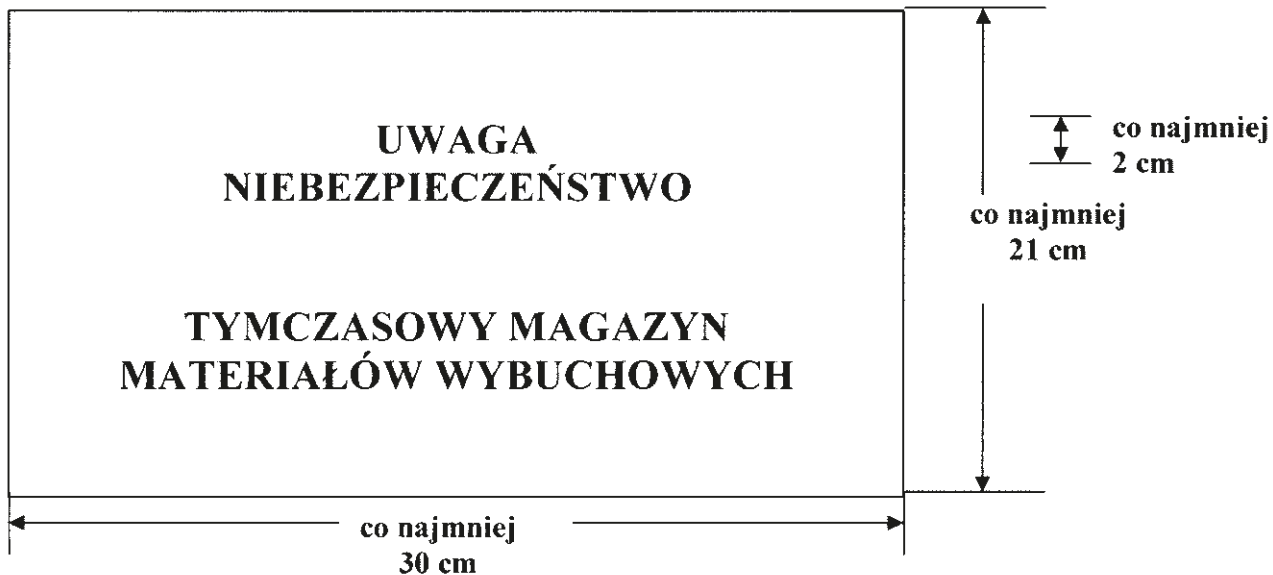 UWAGA
NIEBEZPIECZEŃSTWO
TYMCZASOWY MAGAZYN
MATERIAŁÓW WYBUCHOWYCH
co najmniej
2 cm
co najmniej
21 cm
co najmniej
30 cm